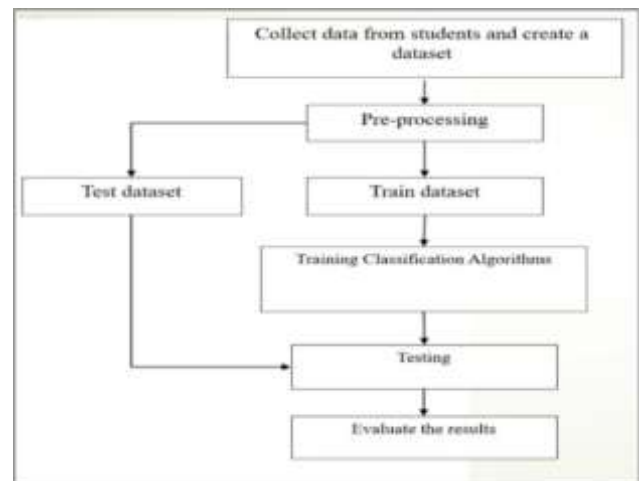 Collect data from students and create a
dataset
Pre-processing
Test dataset
Train dataset
Training Classification Algorithms
Testing
Evaluate the results